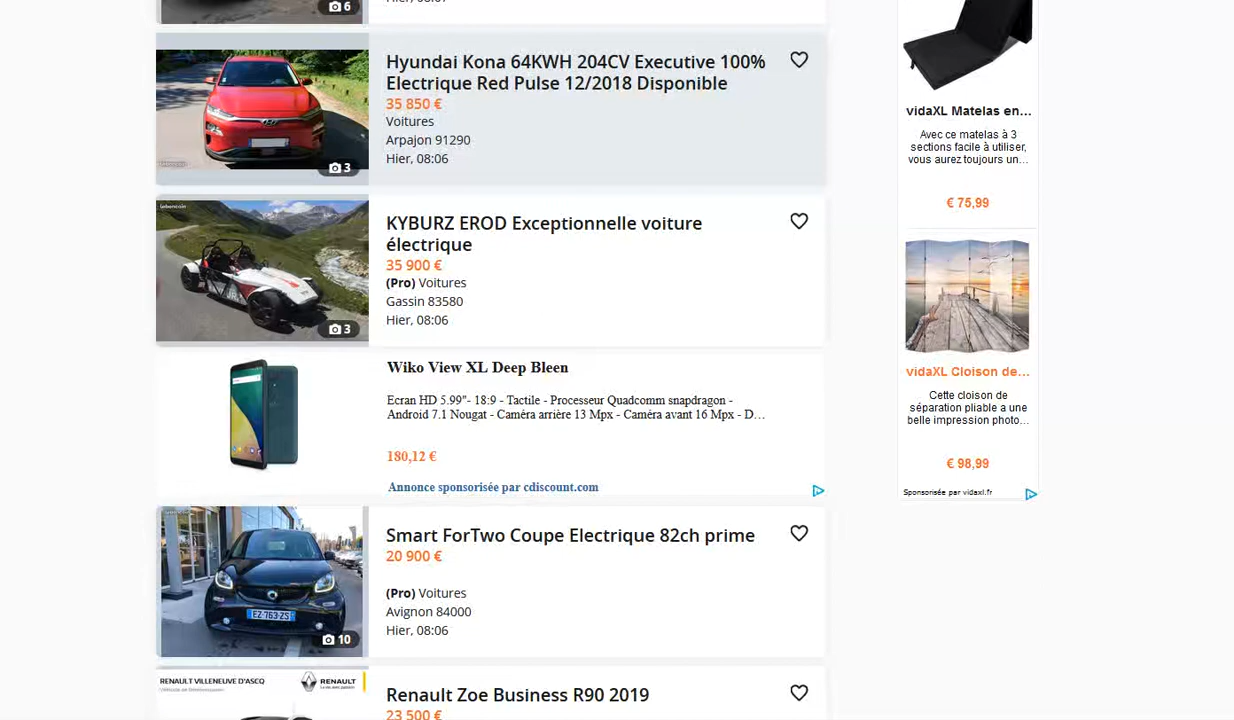 6
Hyundai Kona 64KWH 204CV Executive 100%
Electrique Red Pulse 12/2018 Disponible
35 850 €
Voitures
Arpajon 91290
Hier, 08:06
3
leboncoin
KYBURZ EROD Exceptionnelle voiture
électrique
35 900 €
(Pro) Voitures
Gassin 83580
Hier, 08:06
3
Wiko View XL Deep Bleen
Ecran HD 5.99"- 18:9 - Tactile - Processeur Quadcomm snapdragon -
Android 7.1 Nougat - Caméra arrière 13 Mpx - Caméra avant 16 Mpx - D...
180,12 €
Annonce sponsorisée par cdiscount.com
leboncoin
Smart ForTwo Coupe Electrique 82ch prime
20 900 €
(Pro) Voitures
Avignon 84000
Hier, 08:06
EZ-763-ZS
10
RENAULT VILLENEUVE D'ASCQ
RENAULT
Renault Zoe Business R90 2019
23 500 €
vidaXL Matelas en...
Avec ce matelas à 3
sections facile à utiliser,
vous aurez toujours un...
€ 75,99
vidaXL Cloison de...
Cette cloison de
séparation pliable a une
belle impression photo...
€ 98,99
Sponsorisée par vidaxl.fr